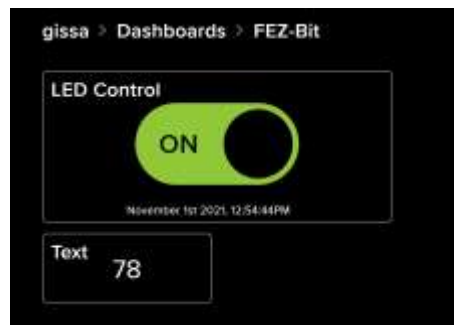 gissa > Dashboards > FEZ-Bit
LED Control
ON
November 1st 2021, 12:54:44PM
Text
78